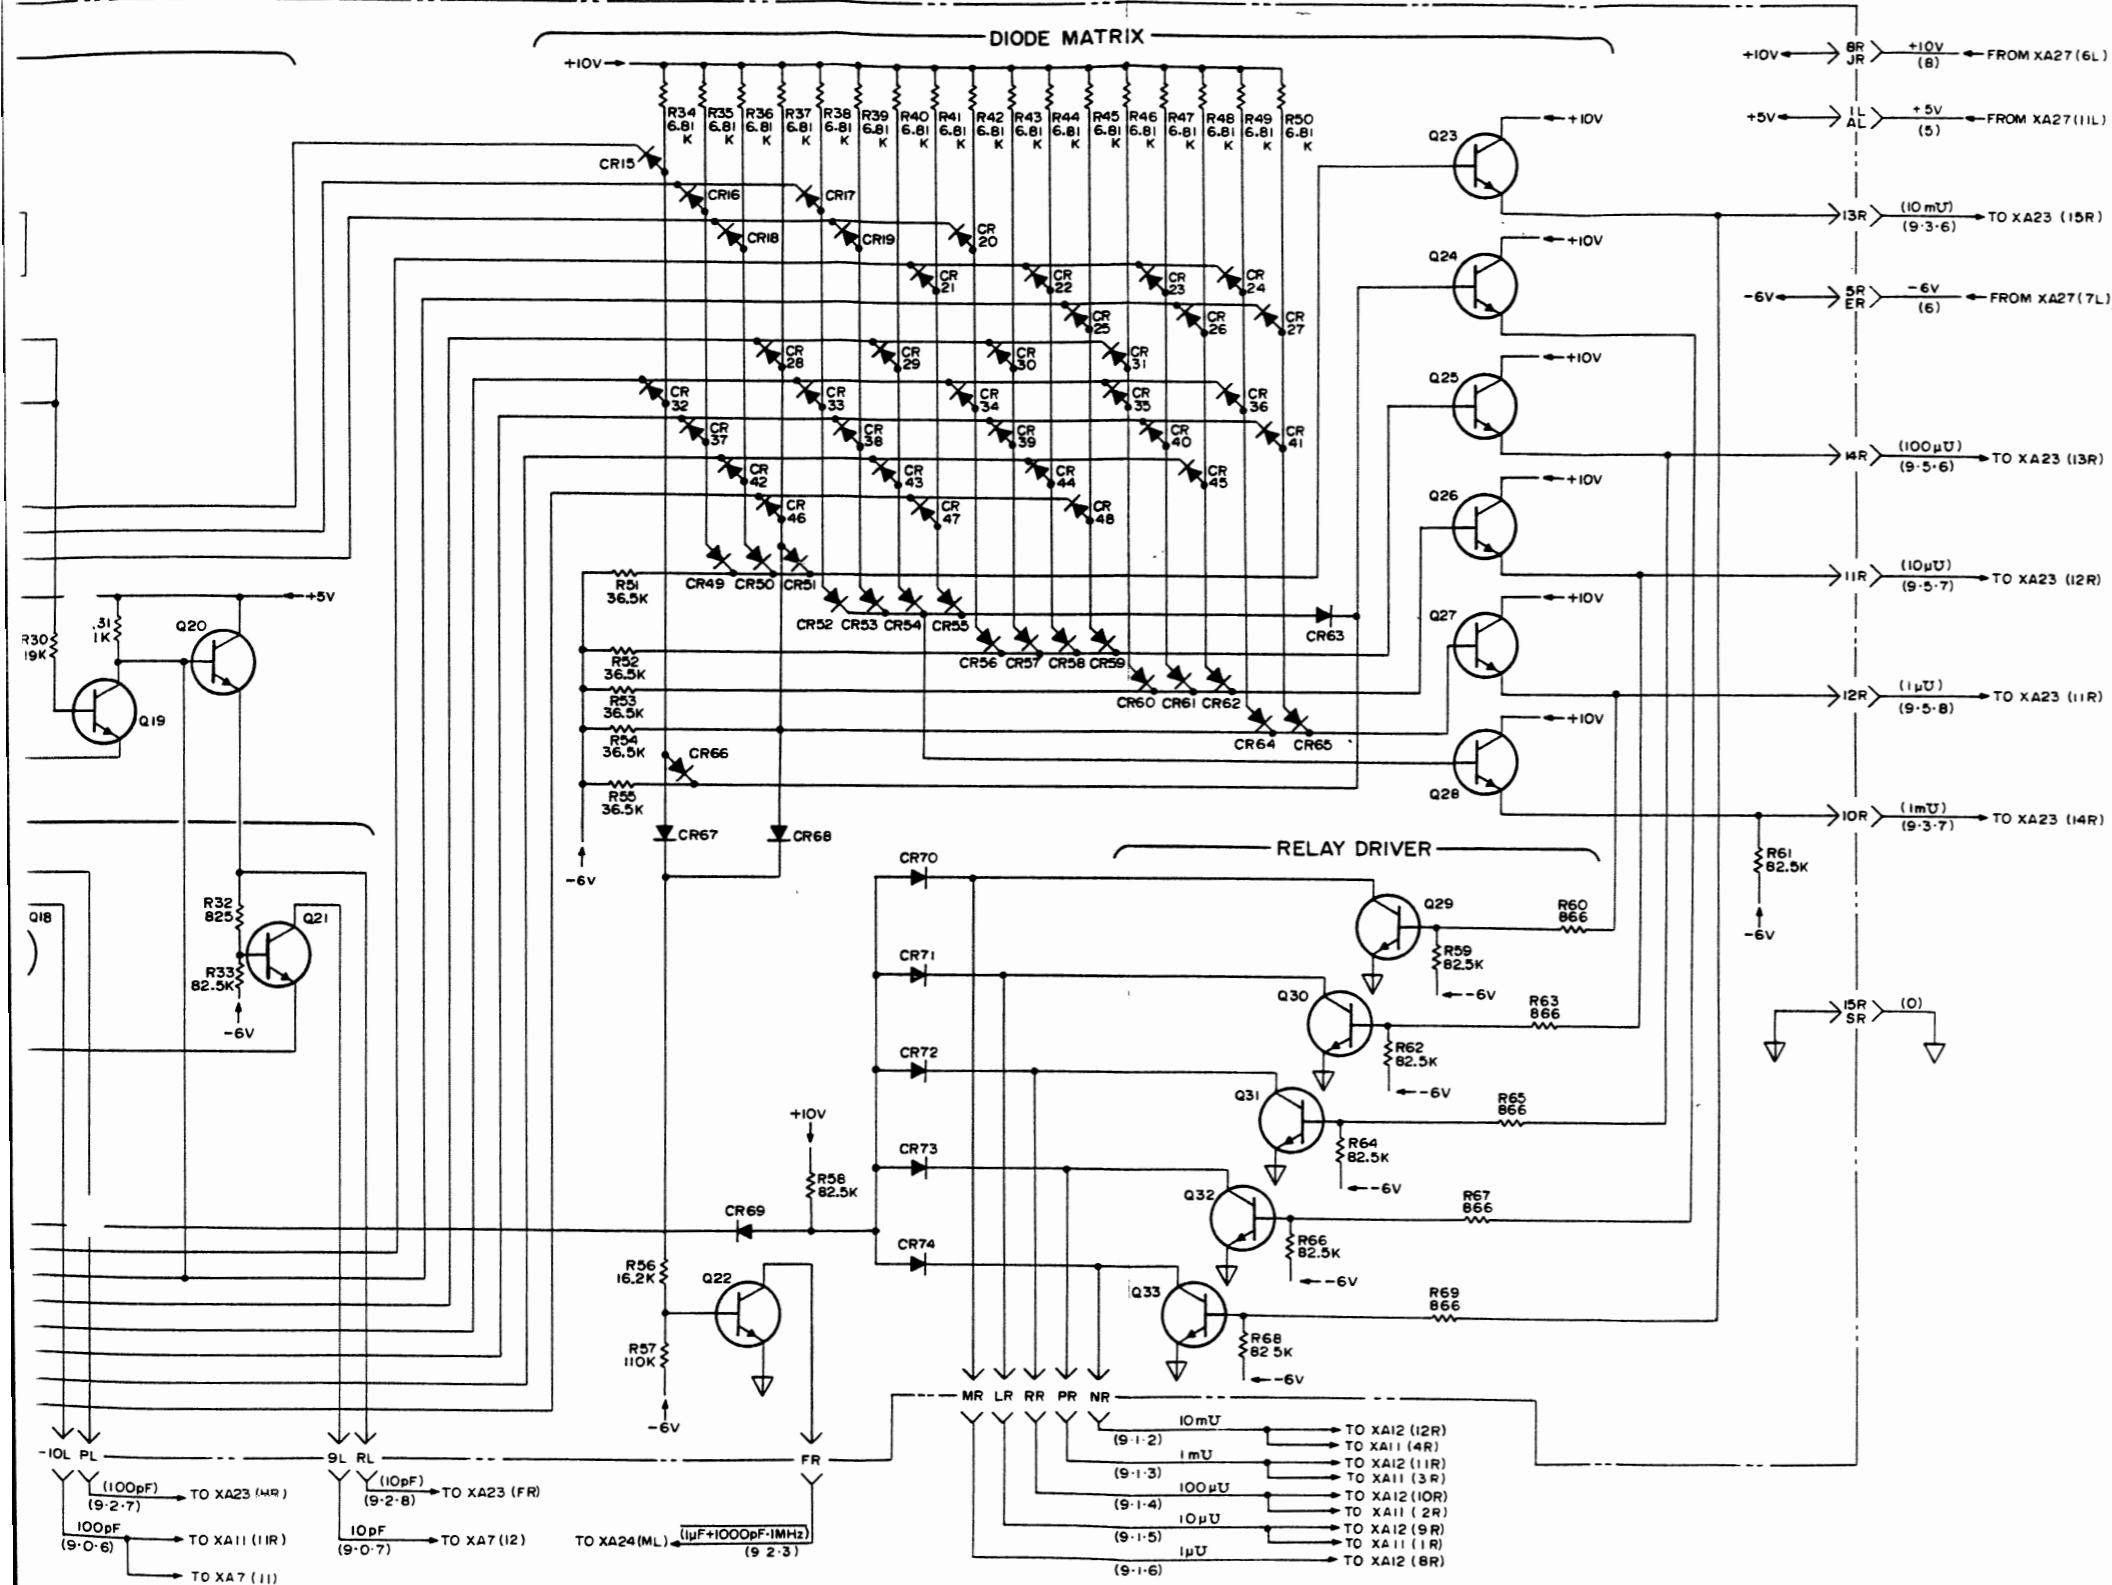 DIODE MATRIX
+10V
R34 6.81 K
R35 6.81 K
R36 6.81 K
R37 6.81 K
R38 6.81 K
R39 6.81 K
R40 6.81 K
R41 6.81 K
R42 6.81 K
R43 6.81 K
R44 6.81 K
R45 6.81 K
R46 6.81 K
R47 6.81 K
R48 6.81 K
R49 6.81 K
R50 6.81 K
+10V 8R JR +10V (8) FROM XA27(6L)
+5V 1L AL +5V (5) FROM XA27(11L)
Q23 +10V
CR15
CR16 CR17
13R (10m℧) (9·3·6) TO XA23 (15R)
CR18 CR19 CR 20
Q24 +10V
CR 21 CR 22 CR 23 CR 24
-6V 5R ER -6V (6) FROM XA27(7L)
CR 25 CR 26 CR 27
CR 28 CR 29 CR 30 CR 31
Q25 +10V
CR 32 CR 33 CR 34 CR 35 CR 36
CR 37 CR 38 CR 39 CR 40 CR 41
14R (100µ℧) (9·5·6) TO XA23 (13R)
CR 42 CR 43 CR 44 CR 45
Q26 +10V
CR 46 CR 47 CR 48
CR49 CR50 CR51
R51 36.5K
11R (10µ℧) (9·5·7) TO XA23 (12R)
+5V
R30 19K
.31 1K
Q20
Q19
CR52 CR53 CR54 CR55
CR63
Q27 +10V
R52 36.5K
CR56 CR57 CR58 CR59
R53 36.5K
CR60 CR61 CR62
12R (1µ℧) (9·5·8) TO XA23 (11R)
R54 36.5K
CR64 CR65
Q28 +10V
CR66
R55 36.5K
10R (1m℧) (9·3·7) TO XA23 (14R)
CR67 CR68
-6V
RELAY DRIVER
R61 82.5K
-6V
CR70
Q18
R32 825
Q21
R33 82.5K
-6V
Q29
R60 866
R59 82.5K
-6V
CR71
Q30
R63 866
R62 82.5K
-6V
15R SR (0)
CR72
Q31
R65 866
R64 82.5K
-6V
+10V
R58 82.5K
CR73
Q32
R67 866
R66 82.5K
-6V
CR69
CR74
R56 16.2K
Q22
Q33
R69 866
R57 110K
R68 82 5K
-6V
-6V
MR LR RR PR NR
-10L PL 9L RL FR
10m℧ (9·1·2) TO XA12 (12R)
TO XA11 (4R)
1m℧ (9·1·3) TO XA12 (11R)
TO XA11 (3R)
100µ℧ (9·1·4) TO XA12 (10R)
TO XA11 (2R)
10µ℧ (9·1·5) TO XA12 (9R)
TO XA11 (1R)
1µ℧ (9·1·6) TO XA12 (8R)
(100pF) (9·2·7) TO XA23
(10pF) (9·2·8) TO XA23 (FR)
100pF (9·0·6) TO XA11 (11R)
TO XA7 (11)
10pF (9·0·7) TO XA7 (12)
TO XA24(ML) (1µF+1000pF·1MHz) (9 2·3)